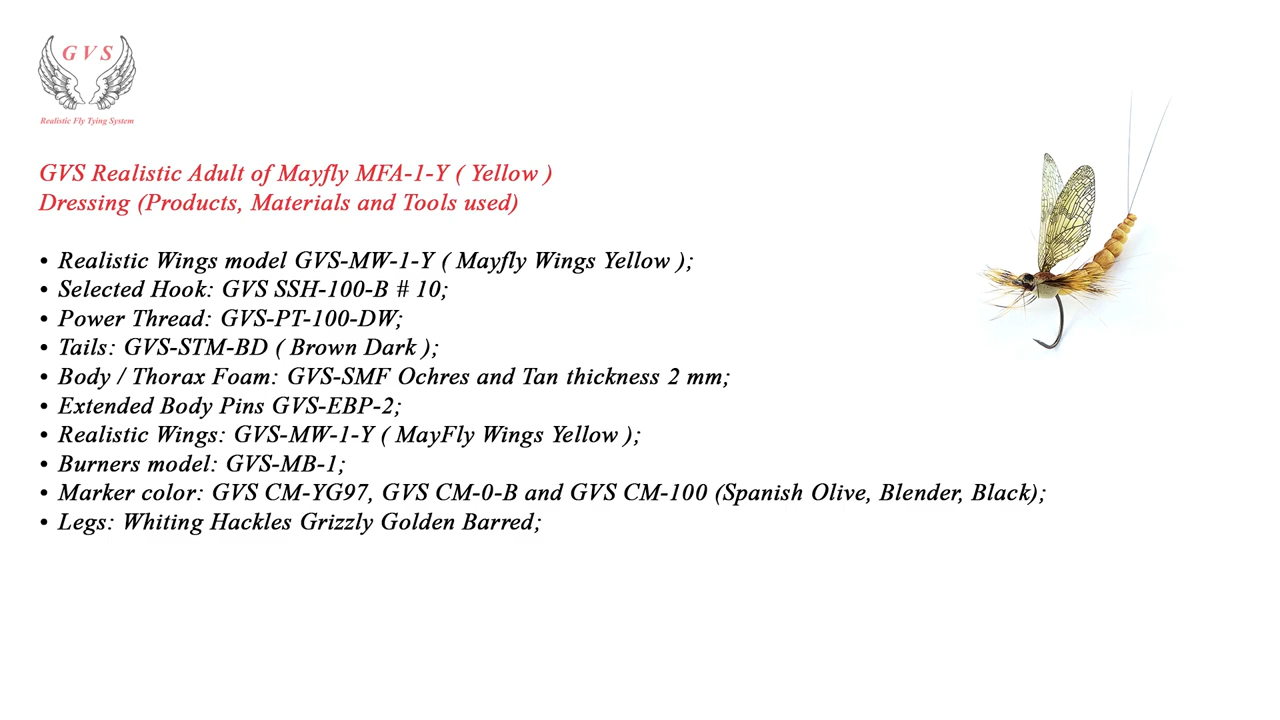 G V S
Realistic Fly Tying System
GVS Realistic Adult of Mayfly MFA-1-Y ( Yellow )
Dressing (Products, Materials and Tools used)
• Realistic Wings model GVS-MW-1-Y ( Mayfly Wings Yellow );
• Selected Hook: GVS SSH-100-B # 10;
• Power Thread: GVS-PT-100-DW;
• Tails: GVS-STM-BD ( Brown Dark );
• Body / Thorax Foam: GVS-SMF Ochres and Tan thickness 2 mm;
• Extended Body Pins GVS-EBP-2;
• Realistic Wings: GVS-MW-1-Y ( MayFly Wings Yellow );
• Burners model: GVS-MB-1;
• Marker color: GVS CM-YG97, GVS CM-0-B and GVS CM-100 (Spanish Olive, Blender, Black);
• Legs: Whiting Hackles Grizzly Golden Barred;